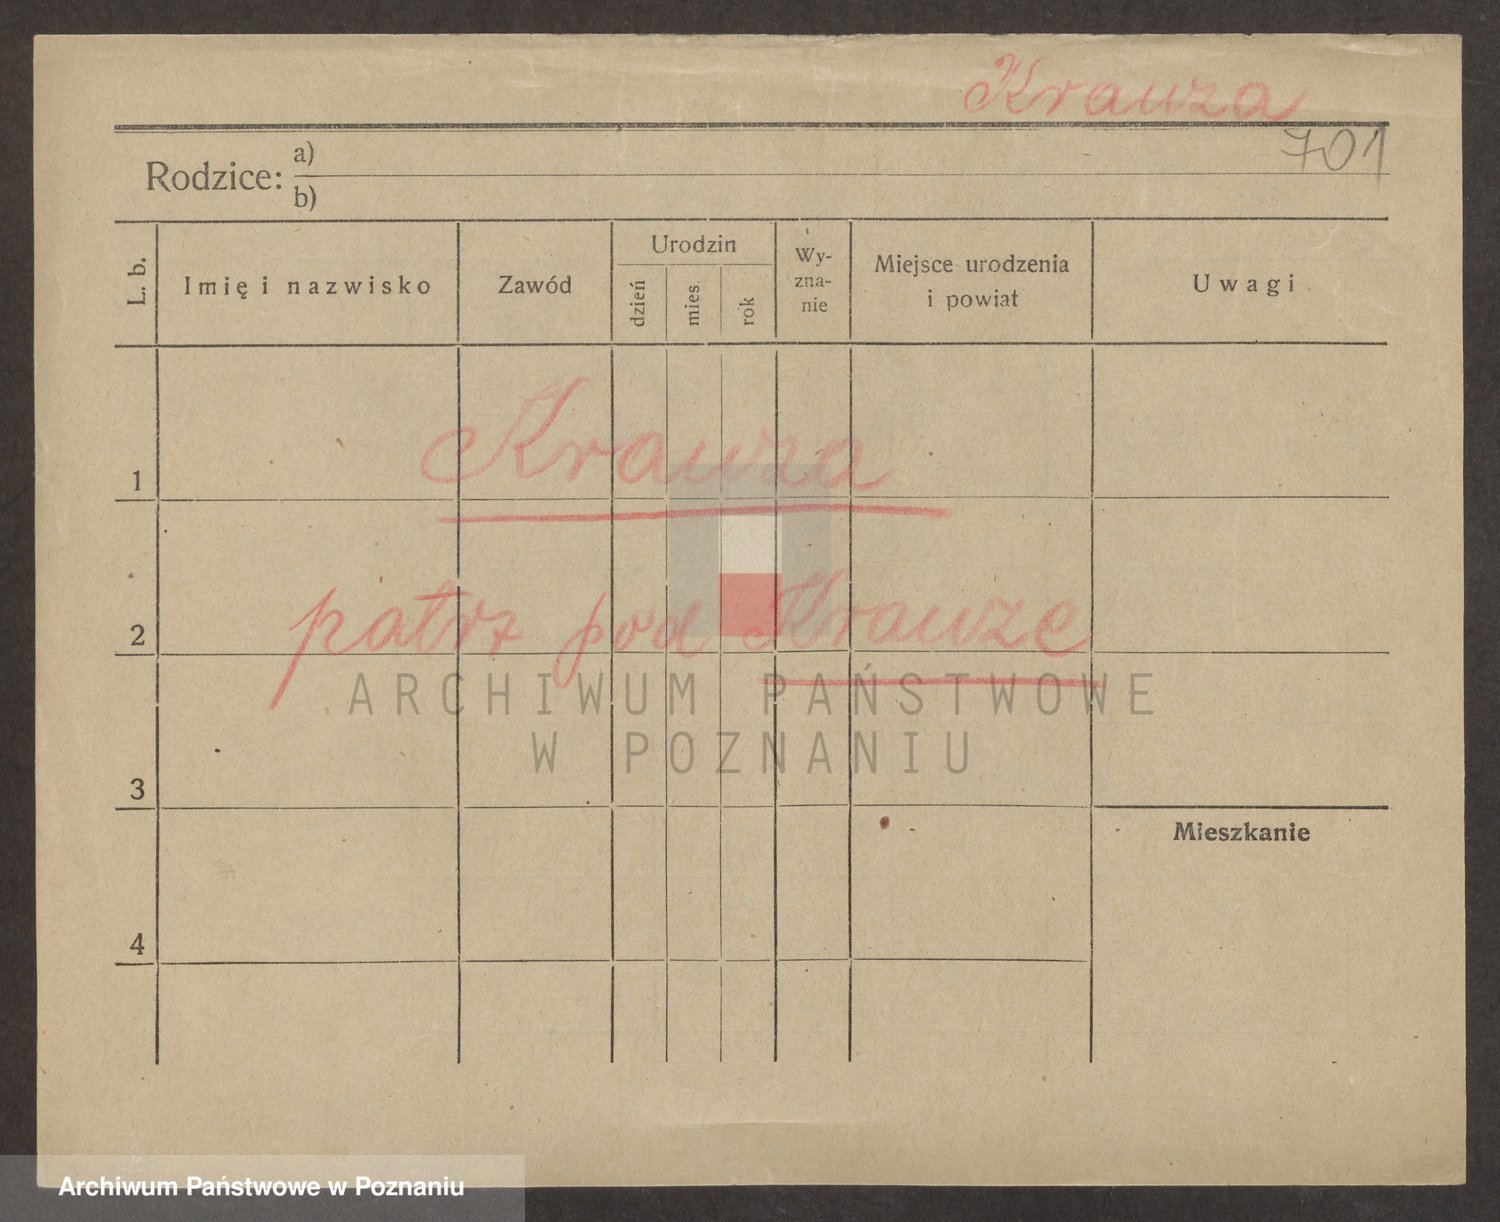 Krauza
701
Rodzice: a)
b)
L. b.
Imię i nazwisko
Zawód
Urodzin
dzień
mies
rok
Wy-
zna-
nie
Miejsce urodzenia
i powiat
Uwagi
1
Krauza
2
patrz pod Krauze
ARCHIWUM PAŃSTWOWE
W POZNANIU
3
Mieszkanie
4
Archiwum Państwowe w Poznaniu